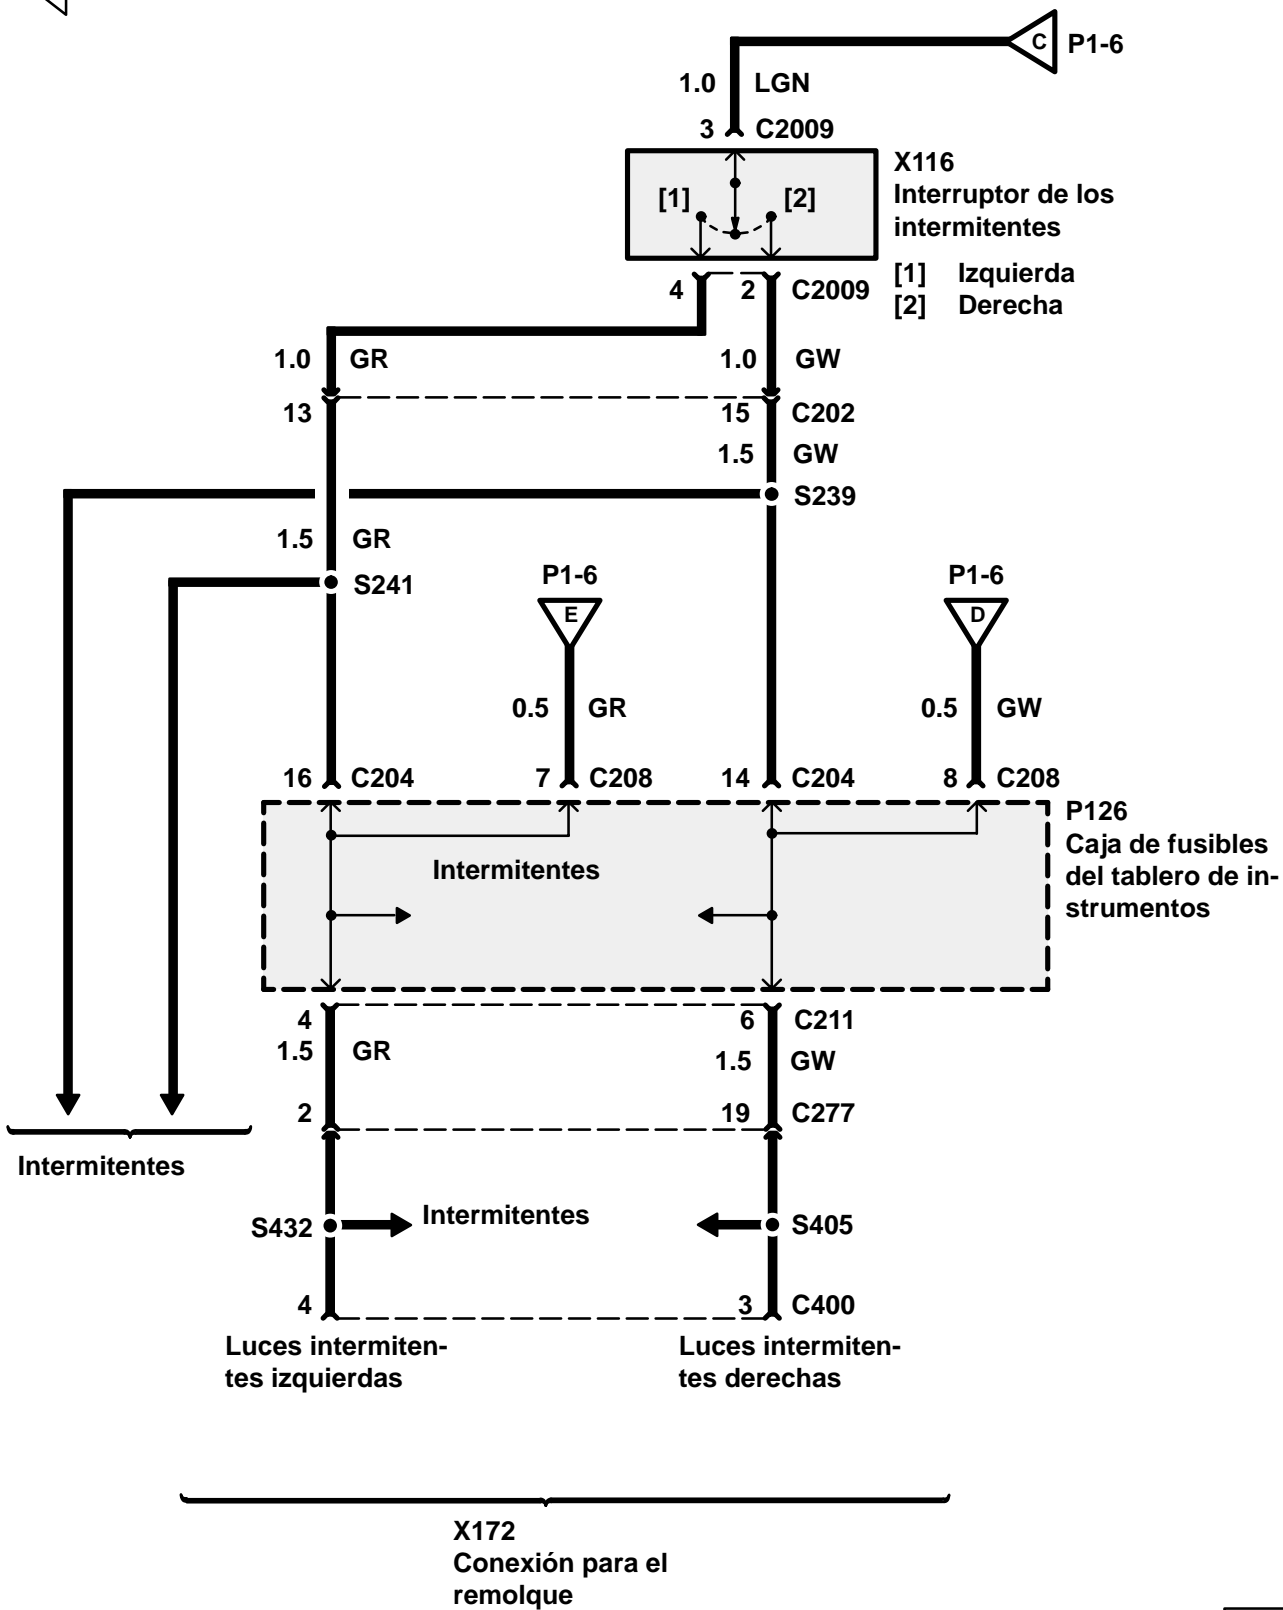 C P1-6
1.0 LGN
3 C2009
X116
Interruptor de los
intermitentes
[1] [2]
[1] Izquierda
[2] Derecha
4 2 C2009
1.0 GR 1.0 GW
13 15 C202
1.5 GW
S239
1.5 GR
S241
P1-6 P1-6
E D
0.5 GR 0.5 GW
16 C204 7 C208 14 C204 8 C208
P126
Caja de fusibles
del tablero de in-
strumentos
Intermitentes
4 6 C211
1.5 GR 1.5 GW
2 19 C277
Intermitentes
S432 Intermitentes S405
4 3 C400
Luces intermiten-
tes izquierdas
Luces intermiten-
tes derechas
X172
Conexión para el
remolque